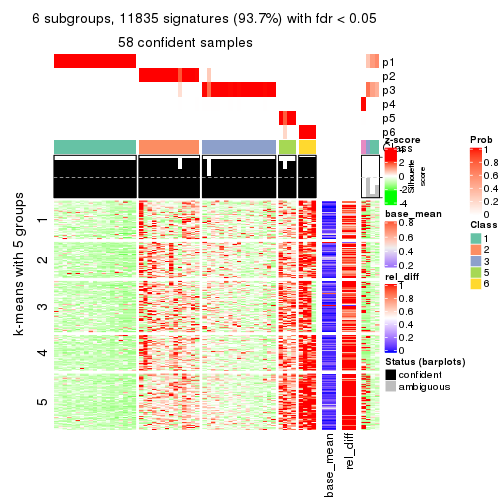 6 subgroups, 11835 signatures (93.7%) with fdr < 0.05
58 confident samples
p1
p2
p3
p4
p5
p6
Class
Silhouette
score
k-means with 5 groups
1
2
3
4
5
base_mean
rel_diff
z-score
4
2
0
-2
-4
base_mean
0.8
0.6
0.4
0.2
rel_diff
1
0.8
0.6
0.4
0.2
0
Status (barplots)
confident
ambiguous
Prob
1
0.8
0.6
0.4
0.2
0
Class
1
2
3
5
6